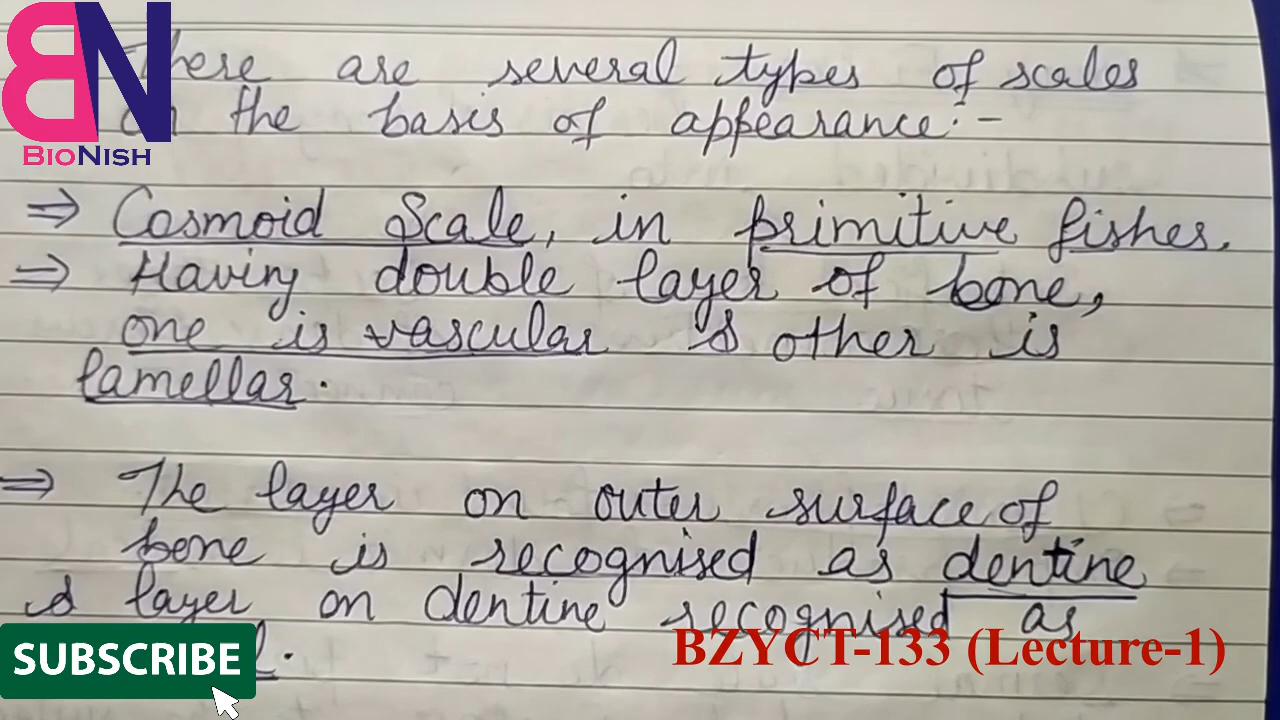 BN
BIONISH
There are several types of scales
on the basis of appearance:-
⇒ Cosmoid Scale, in primitive fishes.
⇒ Having double layer of bone,
one is vascular & other is
lamellar.
⇒ The layer on outer surface of
bone is recognised as dentine
& layer on dentine recognised as
SUBSCRIBE
BZYCT-133 (Lecture-1)